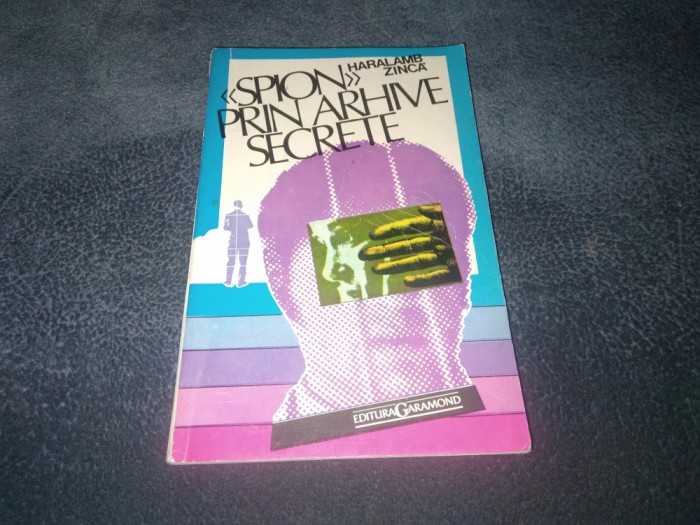 HARALAMB
ZINCĂ
«SPION»
PRIN ARHIVE
SECRETE
EDITURA GARAMOND